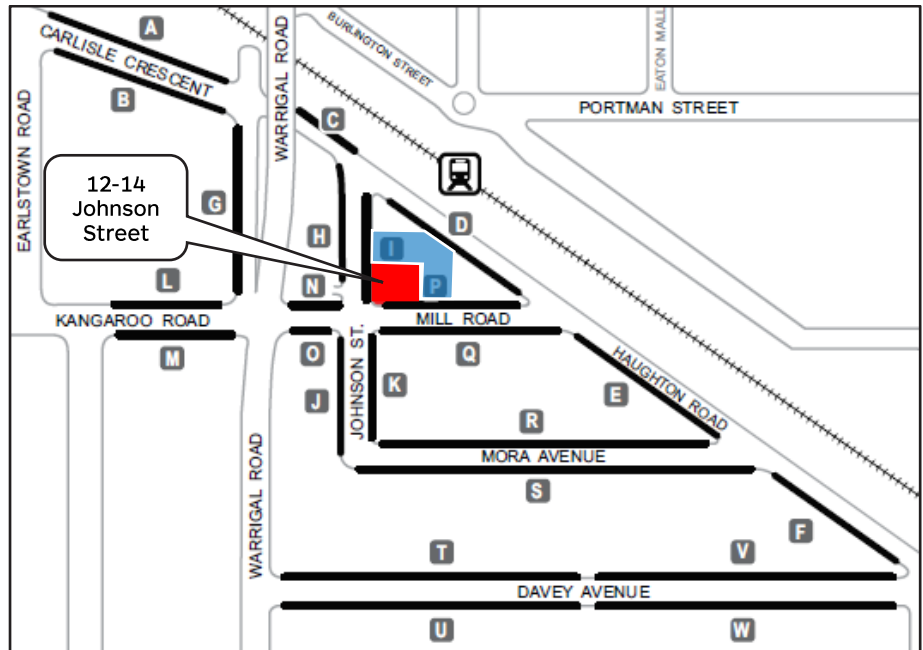 A
CARLISLE CRESCENT
B
WARRIGAL ROAD
BURLINGTON STREET
EATON MALL
PORTMAN STREET
C
EARLSTOWN ROAD
12-14
Johnson
Street
G
H
I
D
L
N
P
KANGAROO ROAD
MILL ROAD
M
O
J
JOHNSON ST.
K
Q
E
HAUGHTON ROAD
R
MORA AVENUE
S
WARRIGAL ROAD
F
T
V
DAVEY AVENUE
U
W